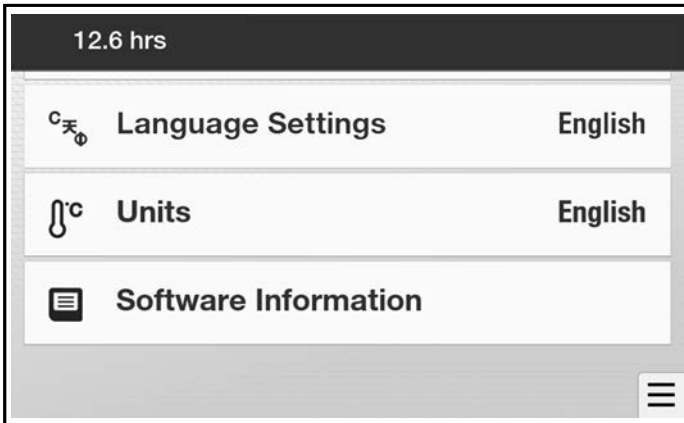 12.6 hrs
Language Settings English
Units English
Software Information